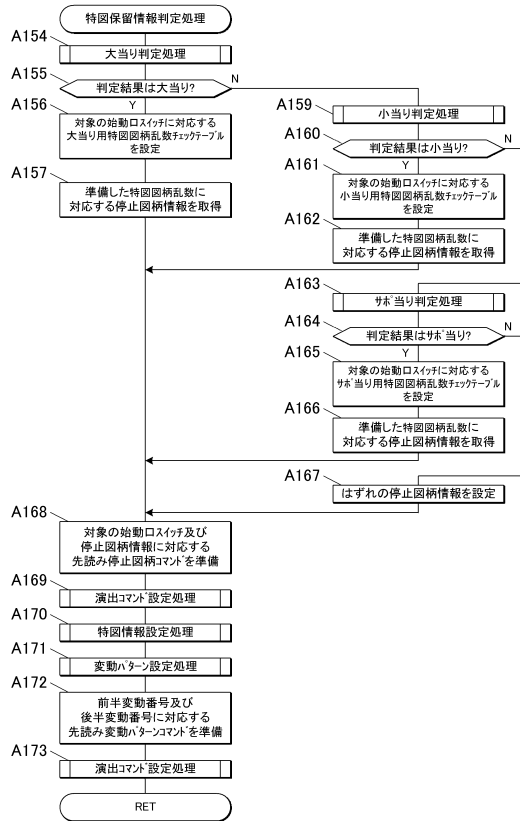 特図保留情報判定処理
A154
大当り判定処理
A155
判定結果は大当り?
N
Y
A156
対象の始動口スイッチに対応する
大当り用特図図柄乱数チェックテーブル
を設定
A157
準備した特図図柄乱数に
対応する停止図柄情報を取得
A159
小当り判定処理
A160
判定結果は小当り?
N
Y
A161
対象の始動口スイッチに対応する
小当り用特図図柄乱数チェックテーブル
を設定
A162
準備した特図図柄乱数に
対応する停止図柄情報を取得
A163
サポ当り判定処理
A164
判定結果はサポ当り?
N
Y
A165
対象の始動口スイッチに対応する
サポ当り用特図図柄乱数チェックテーブル
を設定
A166
準備した特図図柄乱数に
対応する停止図柄情報を取得
A167
はずれの停止図柄情報を設定
A168
対象の始動口スイッチ及び
停止図柄情報に対応する
先読み停止図柄コマンドを準備
A169
演出コマンド設定処理
A170
特図情報設定処理
A171
変動パターン設定処理
A172
前半変動番号及び
後半変動番号に対応する
先読み変動パターンコマンドを準備
A173
演出コマンド設定処理
RET